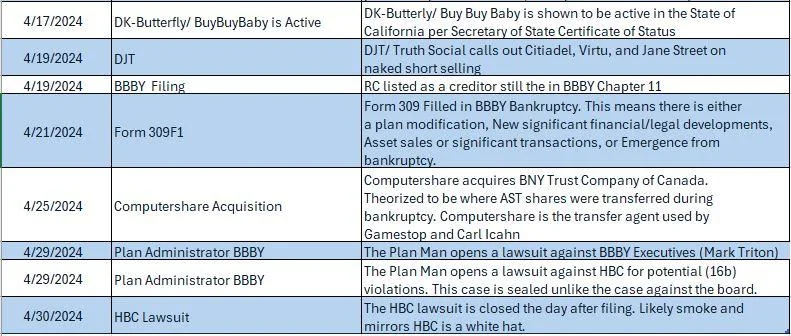 4/17/2024 DK-Butterfly/ BuyBuyBaby is Active DK-Butterly/ Buy Buy Baby is shown to be active in the State of
California per Secretary of State Certificate of Status
4/19/2024 DJT DJT/ Truth Social calls out Citiadel, Virtu, and Jane Street on
naked short selling
4/19/2024 BBBY Filing RC listed as a creditor still the in BBBY Chapter 11
4/21/2024 Form 309F1 Form 309 Filled in BBBY Bankruptcy. This means there is either
a plan modification, New significant financial/legal developments,
Asset sales or significant transactions, or Emergence from
bankruptcy.
4/25/2024 Computershare Acquisition Computershare acquires BNY Trust Company of Canada.
Theorized to be where AST shares were transferred during
bankruptcy. Computershare is the transfer agent used by
Gamestop and Carl Icahn
4/29/2024 Plan Administrator BBBY The Plan Man opens a lawsuit against BBBY Executives (Mark Triton)
4/29/2024 Plan Administrator BBBY The Plan Man opens a lawsuit against HBC for potential (16b)
violations. This case is sealed unlike the case against the board.
4/30/2024 HBC Lawsuit The HBC lawsuit is closed the day after filing. Likely smoke and
mirrors HBC is a white hat.